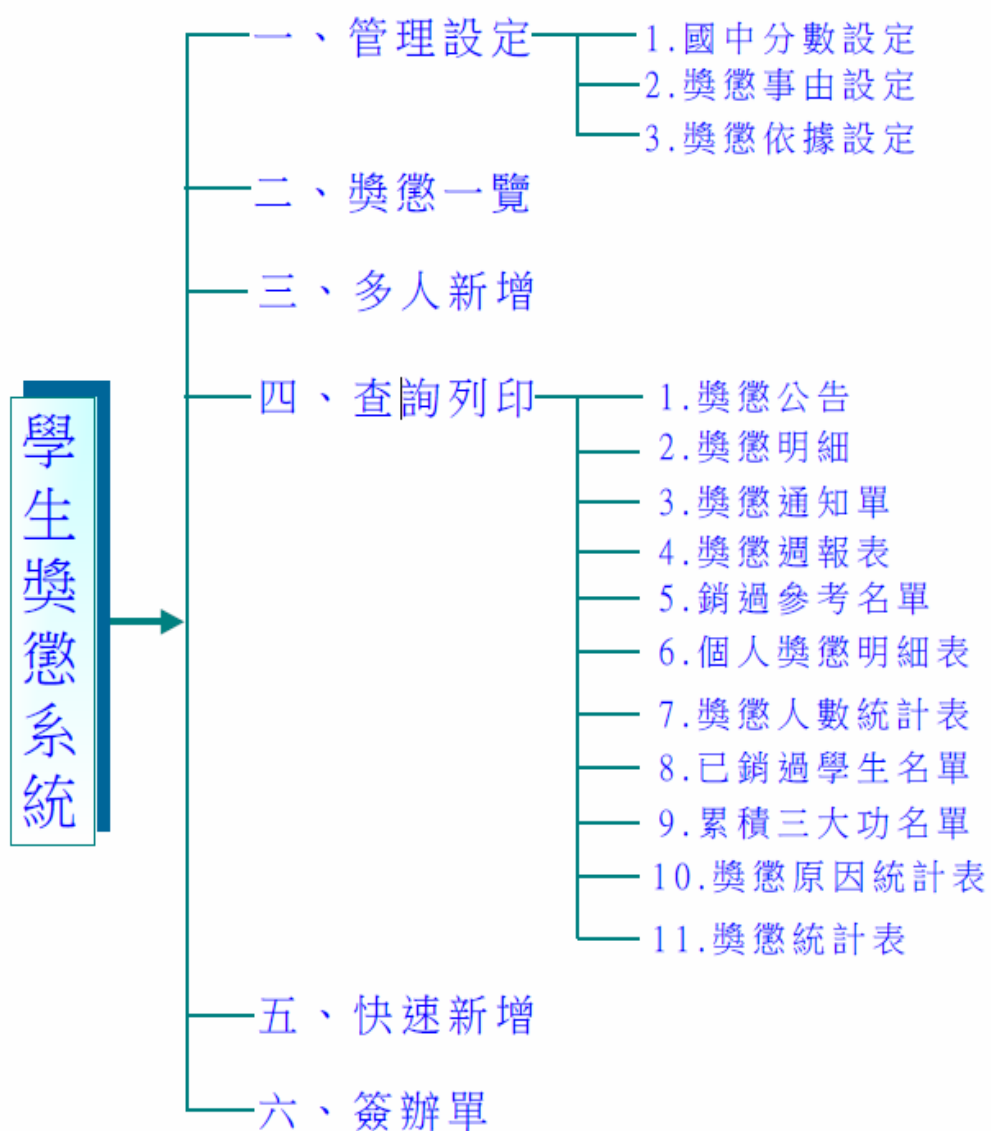 學生獎懲系統
一、管理設定
1.國中分數設定
2.獎懲事由設定
3.獎懲依據設定
二、獎懲一覽
三、多人新增
四、查詢列印
1.獎懲公告
2.獎懲明細
3.獎懲通知單
4.獎懲週報表
5.銷過參考名單
6.個人獎懲明細表
7.獎懲人數統計表
8.已銷過學生名單
9.累積三大功名單
10.獎懲原因統計表
11.獎懲統計表
五、快速新增
六、簽辦單